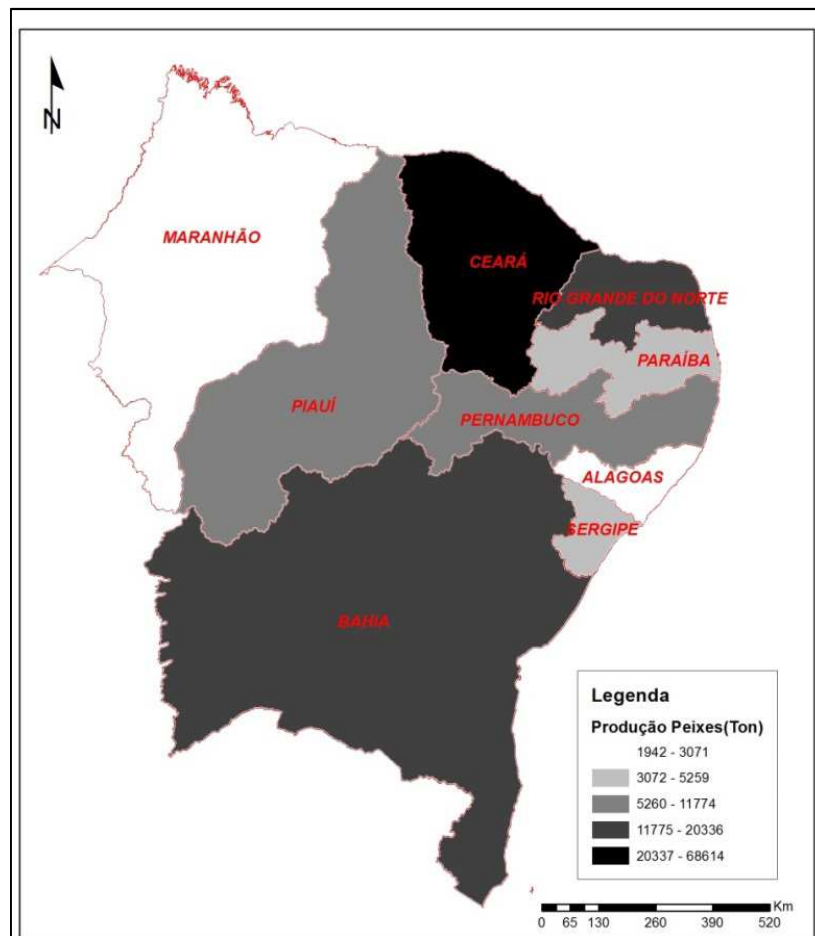 N
MARANHÃO
CEARÁ
RIO GRANDE DO NORTE
PARAÍBA
PIAUÍ
PERNAMBUCO
ALAGOAS
SERGIPE
BAHIA
Legenda
Produção Peixes(Ton)
1942 - 3071
3072 - 5259
5260 - 11774
11775 - 20336
20337 - 68614
Km
0 65 130 260 390 520